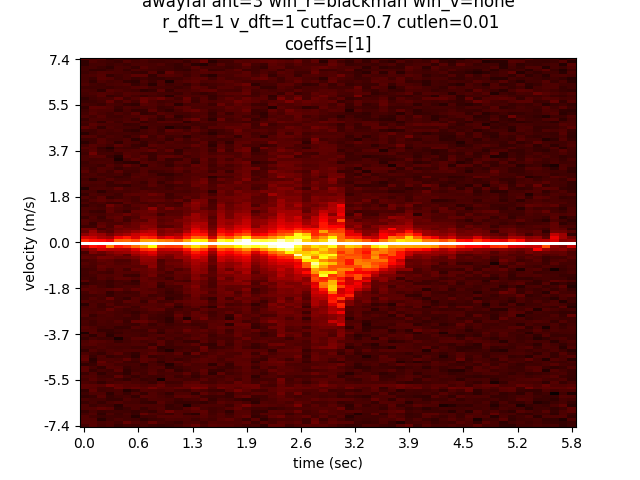 awayfal ant=3 win_r=blackman win_v=none
r_dft=1 v_dft=1 cutfac=0.7 cutlen=0.01
coeffs=[1]
7.4
5.5
3.7
1.8
0.0
-1.8
-3.7
-5.5
-7.4
velocity (m/s)
0.0 0.6 1.3 1.9 2.6 3.2 3.9 4.5 5.2 5.8
time (sec)